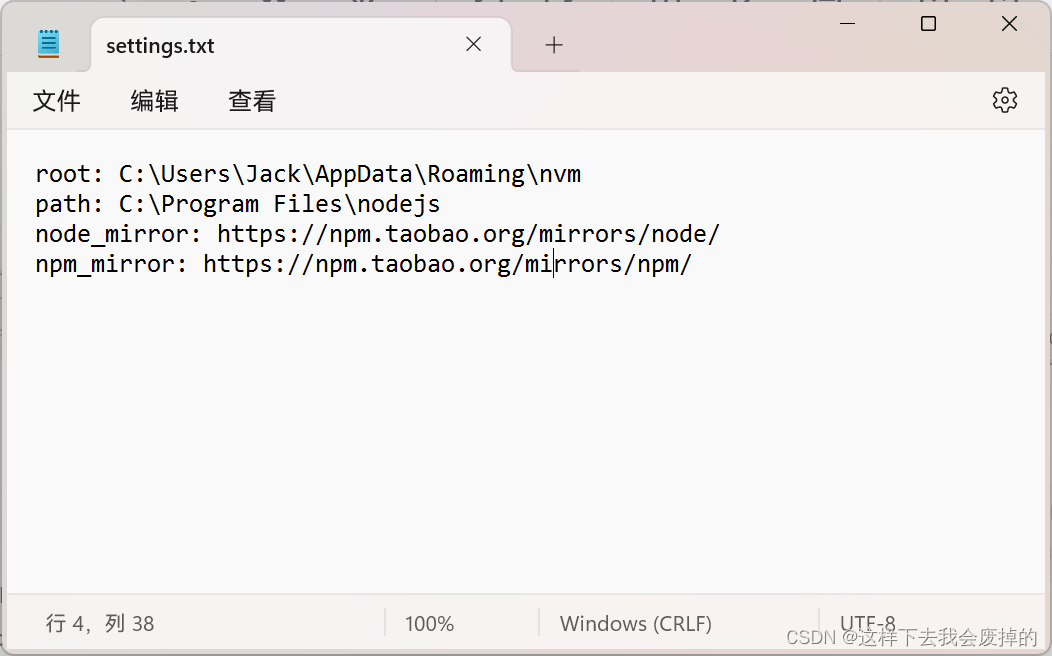 settings.txt
文件 编辑 查看
root: C:\Users\Jack\AppData\Roaming\nvm
path: C:\Program Files\nodejs
node_mirror: https://npm.taobao.org/mirrors/node/
npm_mirror: https://npm.taobao.org/mirrors/npm/
行 4，列 38 100% Windows (CRLF) UTF-8
CSDN @这样下去我会废掉的